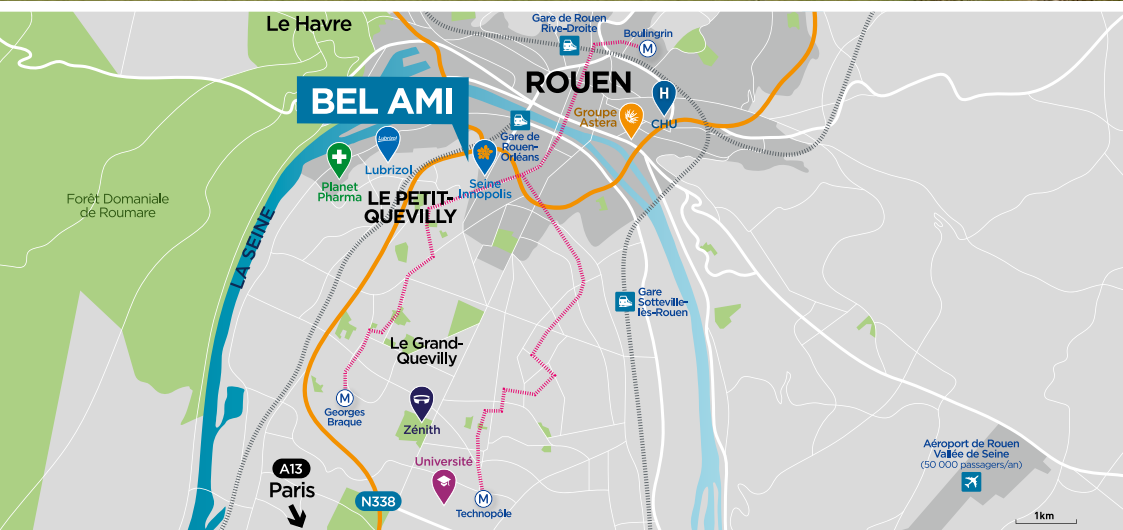 Le Havre
Gare de Rouen
Rive-Droite
Boulingrin
M
ROUEN
BEL AMI
H
CHU
Groupe
Astera
Gare de
Rouen-
Orléans
Lubrizol
Lubrizol
Planet
Pharma
Seine
Innopolis
LE PETIT-
QUEVILLY
Forêt Domaniale
de Roumare
LA SEINE
Gare
Sotteville-
lès-Rouen
Le Grand-
Quevilly
M
Georges
Braque
Zénith
Université
M
Technopôle
A13
Paris
N338
Aéroport de Rouen
Vallée de Seine
(50 000 passagers/an)
1km